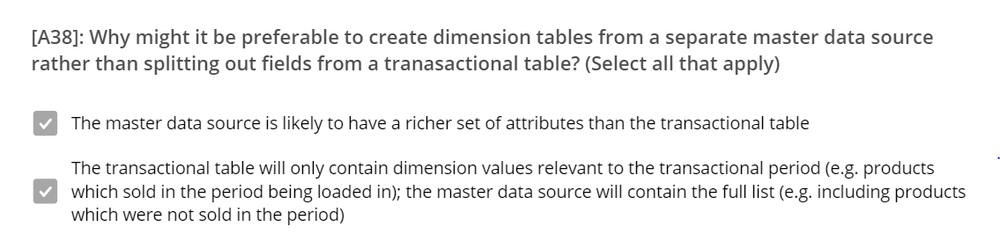 [A38]: Why might it be preferable to create dimension tables from a separate master data source
rather than splitting out fields from a tranasactional table? (Select all that apply)
The master data source is likely to have a richer set of attributes than the transactional table
The transactional table will only contain dimension values relevant to the transactional period (e.g. products
which sold in the period being loaded in); the master data source will contain the full list (e.g. including products
which were not sold in the period)